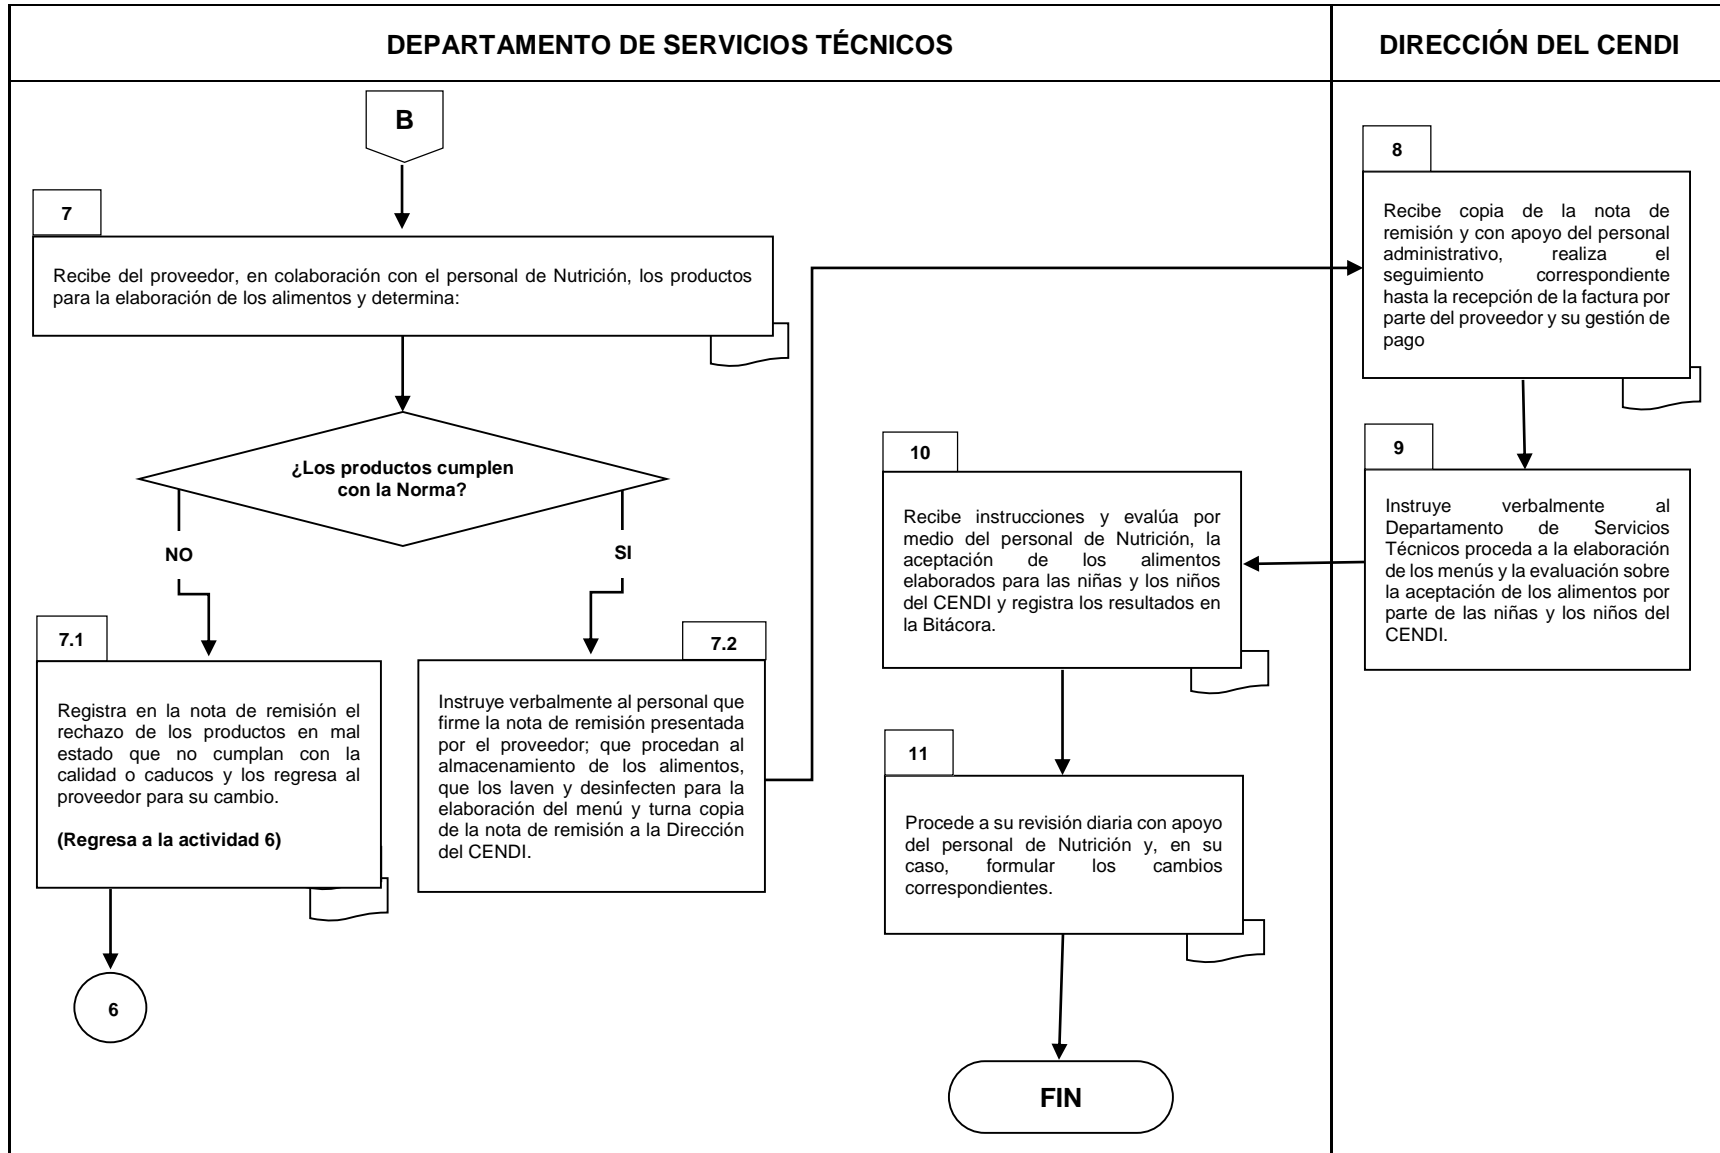 DEPARTAMENTO DE SERVICIOS TÉCNICOS
DIRECCIÓN DEL CENDI
B
7
Recibe del proveedor, en colaboración con el personal de Nutrición, los productos
para la elaboración de los alimentos y determina:
¿Los productos cumplen
con la Norma?
NO
SI
7.1
Registra en la nota de remisión el
rechazo de los productos en mal
estado que no cumplan con la
calidad o caducos y los regresa al
proveedor para su cambio.
(Regresa a la actividad 6)
6
7.2
Instruye verbalmente al personal que
firme la nota de remisión presentada
por el proveedor; que procedan al
almacenamiento de los alimentos,
que los laven y desinfecten para la
elaboración del menú y turna copia
de la nota de remisión a la Dirección
del CENDI.
8
Recibe copia de la nota de
remisión y con apoyo del personal
administrativo, realiza el
seguimiento correspondiente
hasta la recepción de la factura por
parte del proveedor y su gestión de
pago
9
Instruye verbalmente al
Departamento de Servicios
Técnicos proceda a la elaboración
de los menús y la evaluación sobre
la aceptación de los alimentos por
parte de las niñas y los niños del
CENDI.
10
Recibe instrucciones y evalúa por
medio del personal de Nutrición, la
aceptación de los alimentos
elaborados para las niñas y los niños
del CENDI y registra los resultados en
la Bitácora.
11
Procede a su revisión diaria con apoyo
del personal de Nutrición y, en su
caso, formular los cambios
correspondientes.
FIN